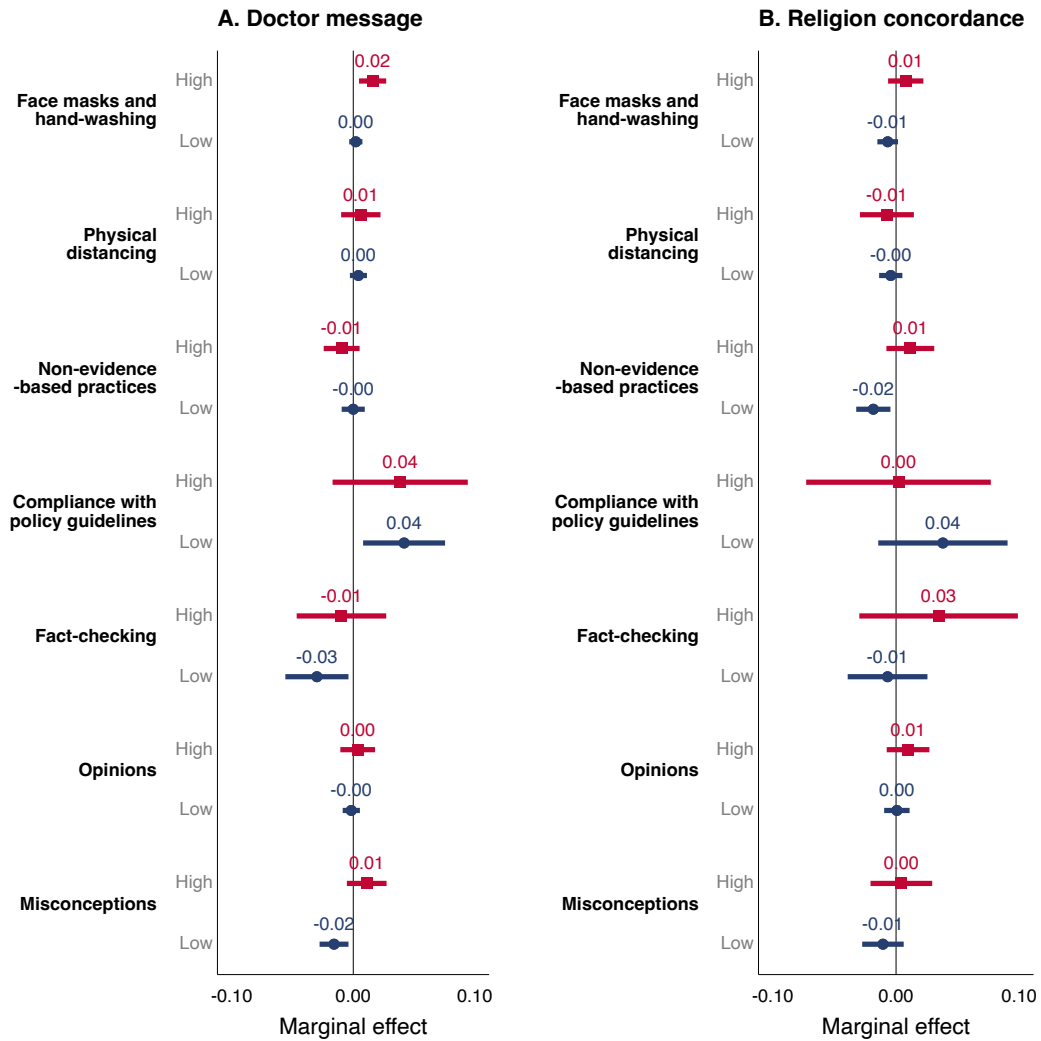 A. Doctor message
Face masks and
hand-washing
High
0.02
Low
0.00
Physical
distancing
High
0.01
Low
0.00
Non-evidence
-based practices
High
-0.01
Low
-0.00
Compliance with
policy guidelines
High
0.04
Low
0.04
Fact-checking
High
-0.01
Low
-0.03
Opinions
High
0.00
Low
-0.00
Misconceptions
High
0.01
Low
-0.02
-0.10
0.00
0.10
Marginal effect
B. Religion concordance
Face masks and
hand-washing
High
0.01
Low
-0.01
Physical
distancing
High
-0.01
Low
-0.00
Non-evidence
-based practices
High
0.01
Low
-0.02
Compliance with
policy guidelines
High
0.00
Low
0.04
Fact-checking
High
0.03
Low
-0.01
Opinions
High
0.01
Low
0.00
Misconceptions
High
0.00
Low
-0.01
-0.10
0.00
0.10
Marginal effect